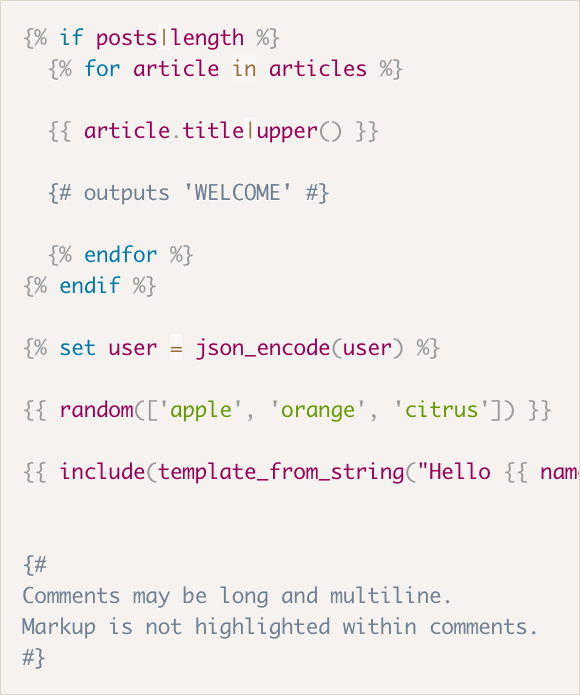 {% if posts|length %}
  {% for article in articles %}

  {{ article.title|upper() }}

  {# outputs 'WELCOME' #}

  {% endfor %}
{% endif %}

{% set user = json_encode(user) %}

{{ random(['apple', 'orange', 'citrus']) }}

{{ include(template_from_string("Hello {{ nam

{#
Comments may be long and multiline.
Markup is not highlighted within comments.
#}